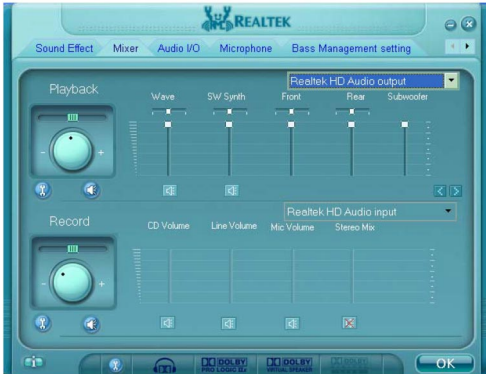 REALTEK
Sound Effect Mixer Audio I/O Microphone Bass Management setting
Realtek HD Audio output
Playback
Wave SW Synth Front Rear Subwoofer
Realtek HD Audio input
Record
CD Volume Line Volume Mic Volume Stereo Mix
DOLBY PRO LOGIC IIx
DOLBY VIRTUAL SPEAKER
OK